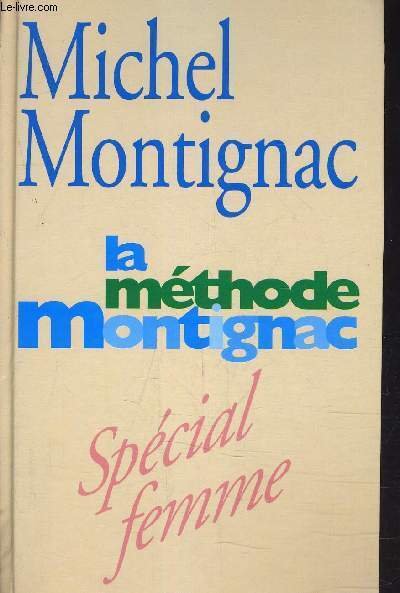 Le-livre.com
Michel
Montignac
la
méthode
montignac
Spécial
femme